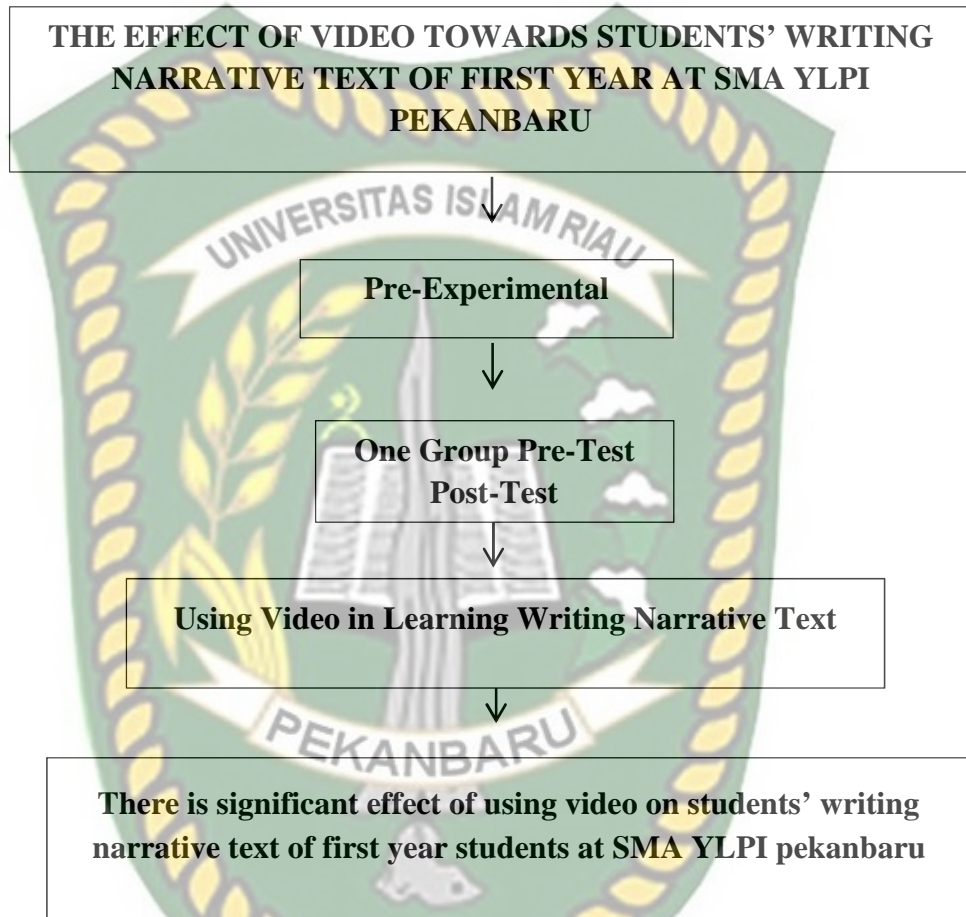 THE EFFECT OF VIDEO TOWARDS STUDENTS' WRITING
NARRATIVE TEXT OF FIRST YEAR AT SMA YLPI
PEKANBARU
UNIVERSITAS ISLAM RIAU
Pre-Experimental
One Group Pre-Test
Post-Test
Using Video in Learning Writing Narrative Text
PEKANBARU
There is significant effect of using video on students' writing
narrative text of first year students at SMA YLPI pekanbaru